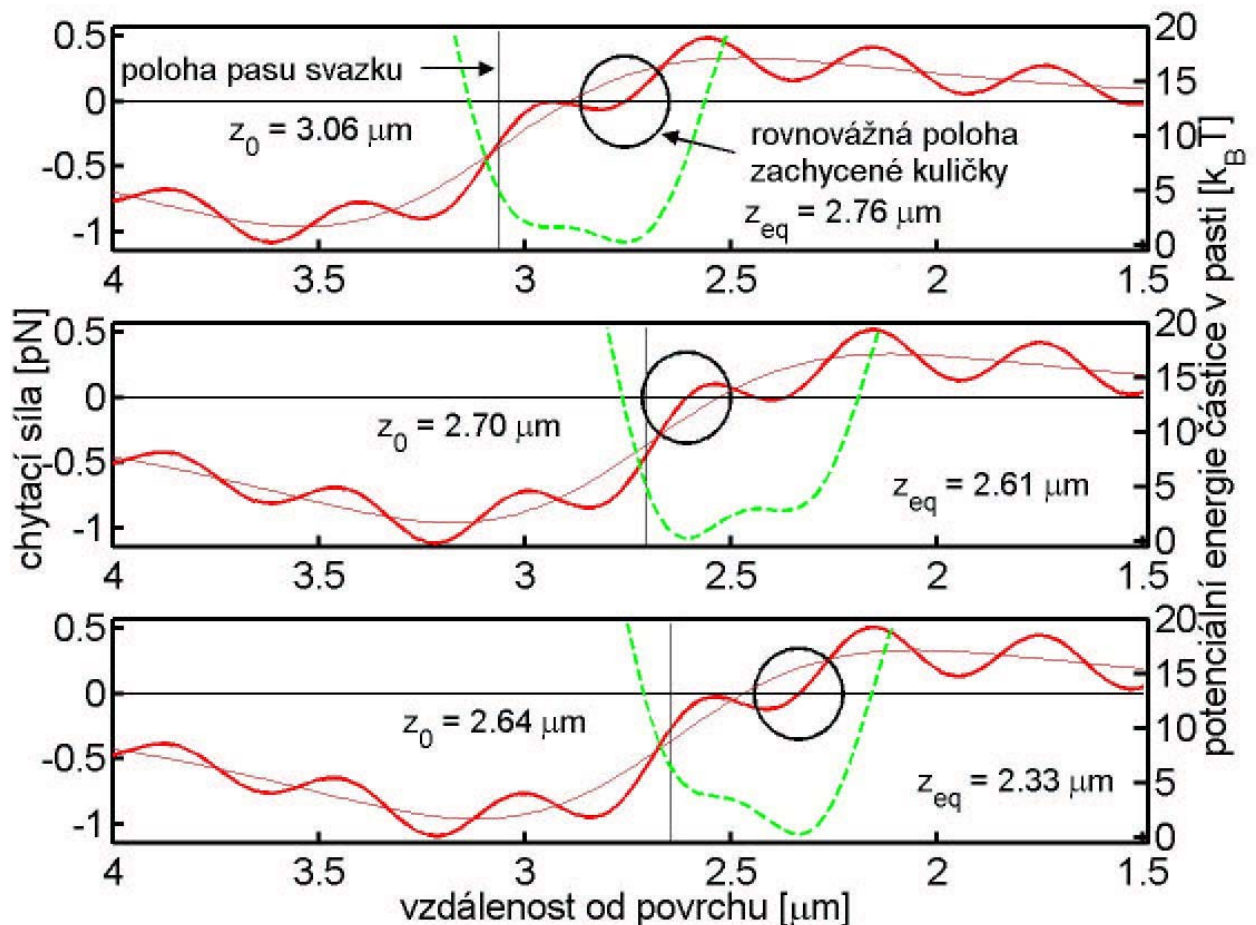 0.5
0
-0.5
-1
20
15
10
5
0
poloha pasu svazku
z0 = 3.06 μm
rovnovážná poloha
zachycené kuličky
zeq = 2.76 μm
4 3.5 3 2.5 2 1.5
0.5
0
-0.5
-1
20
15
10
5
0
z0 = 2.70 μm
zeq = 2.61 μm
4 3.5 3 2.5 2 1.5
0.5
0
-0.5
-1
20
15
10
5
0
z0 = 2.64 μm
zeq = 2.33 μm
4 3.5 3 2.5 2 1.5
vzdálenost od povrchu [μm]
chytací síla [pN]
potenciální energie částice v pasti [kBT]